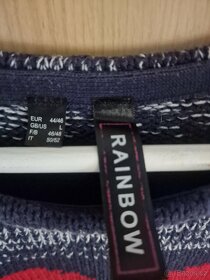 EUR 44/46
GB/US L
F/B 46/48
IT 50/52
RAINBOW